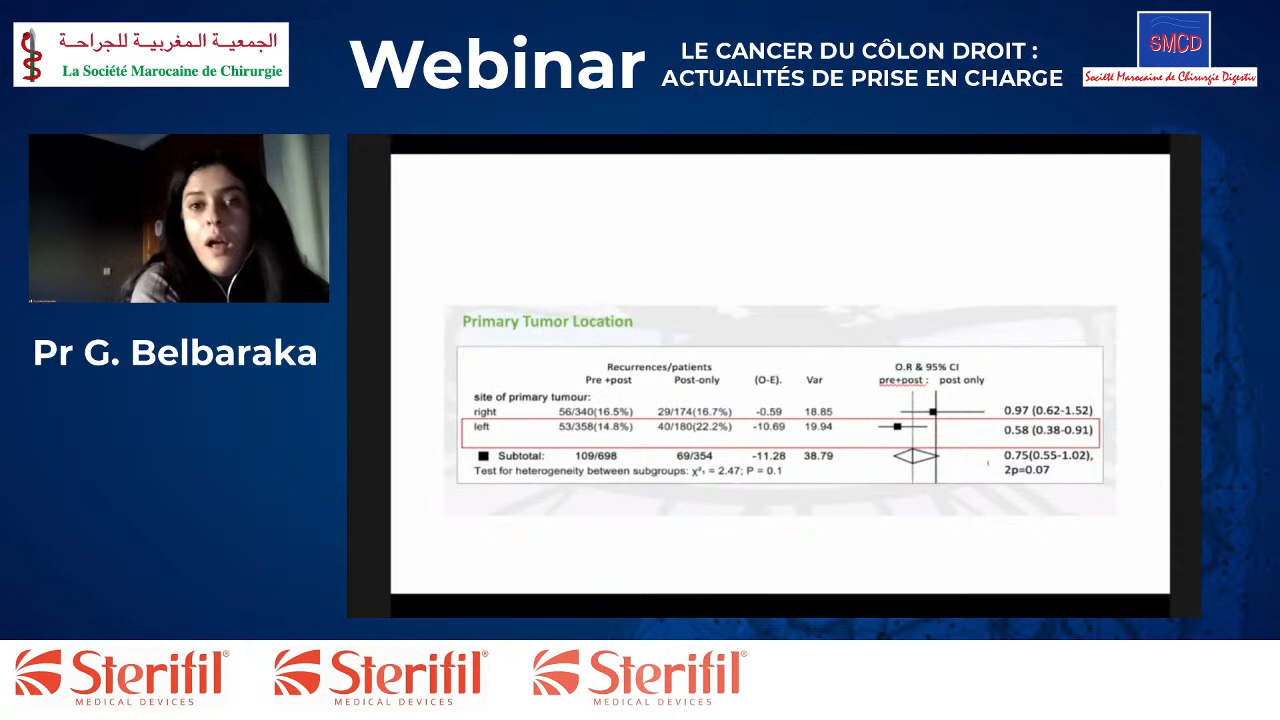 الجمعية المغربية للجراحة
La Société Marocaine de Chirurgie
Webinar
LE CANCER DU CÔLON DROIT :
ACTUALITÉS DE PRISE EN CHARGE
SMCD
Société Marocaine de Chirurgie Digestiv
Pr G. Belbaraka
Primary Tumor Location
Recurrences/patients O.R & 95% CI
Pre +post Post-only (O-E). Var pre+post : post only
site of primary tumour:
right 56/340(16.5%) 29/174(16.7%) -0.59 18.85 0.97 (0.62-1.52)
left 53/358(14.8%) 40/180(22.2%) -10.69 19.94 0.58 (0.38-0.91)
Subtotal: 109/698 69/354 -11.28 38.79 0.75(0.55-1.02),
Test for heterogeneity between subgroups: χ²₁ = 2.47; P = 0.1 2p=0.07
Sterifil®
MEDICAL DEVICES
Sterifil®
MEDICAL DEVICES
Sterifil®
MEDICAL DEVICES